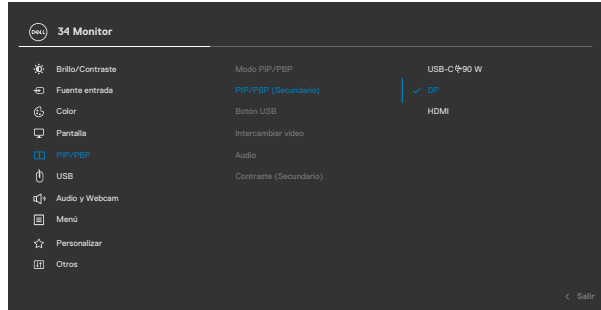 DELL 34 Monitor
Brillo/Contraste Modo PIP/PBP USB-C 90 W
Fuente entrada PIP/PBP (Secundario) DP
Color Botón USB HDMI
Pantalla Intercambiar vídeo
PIP/PBP Audio
USB Contraste (Secundario)
Audio y Webcam
Menú
Personalizar
Otros
Salir